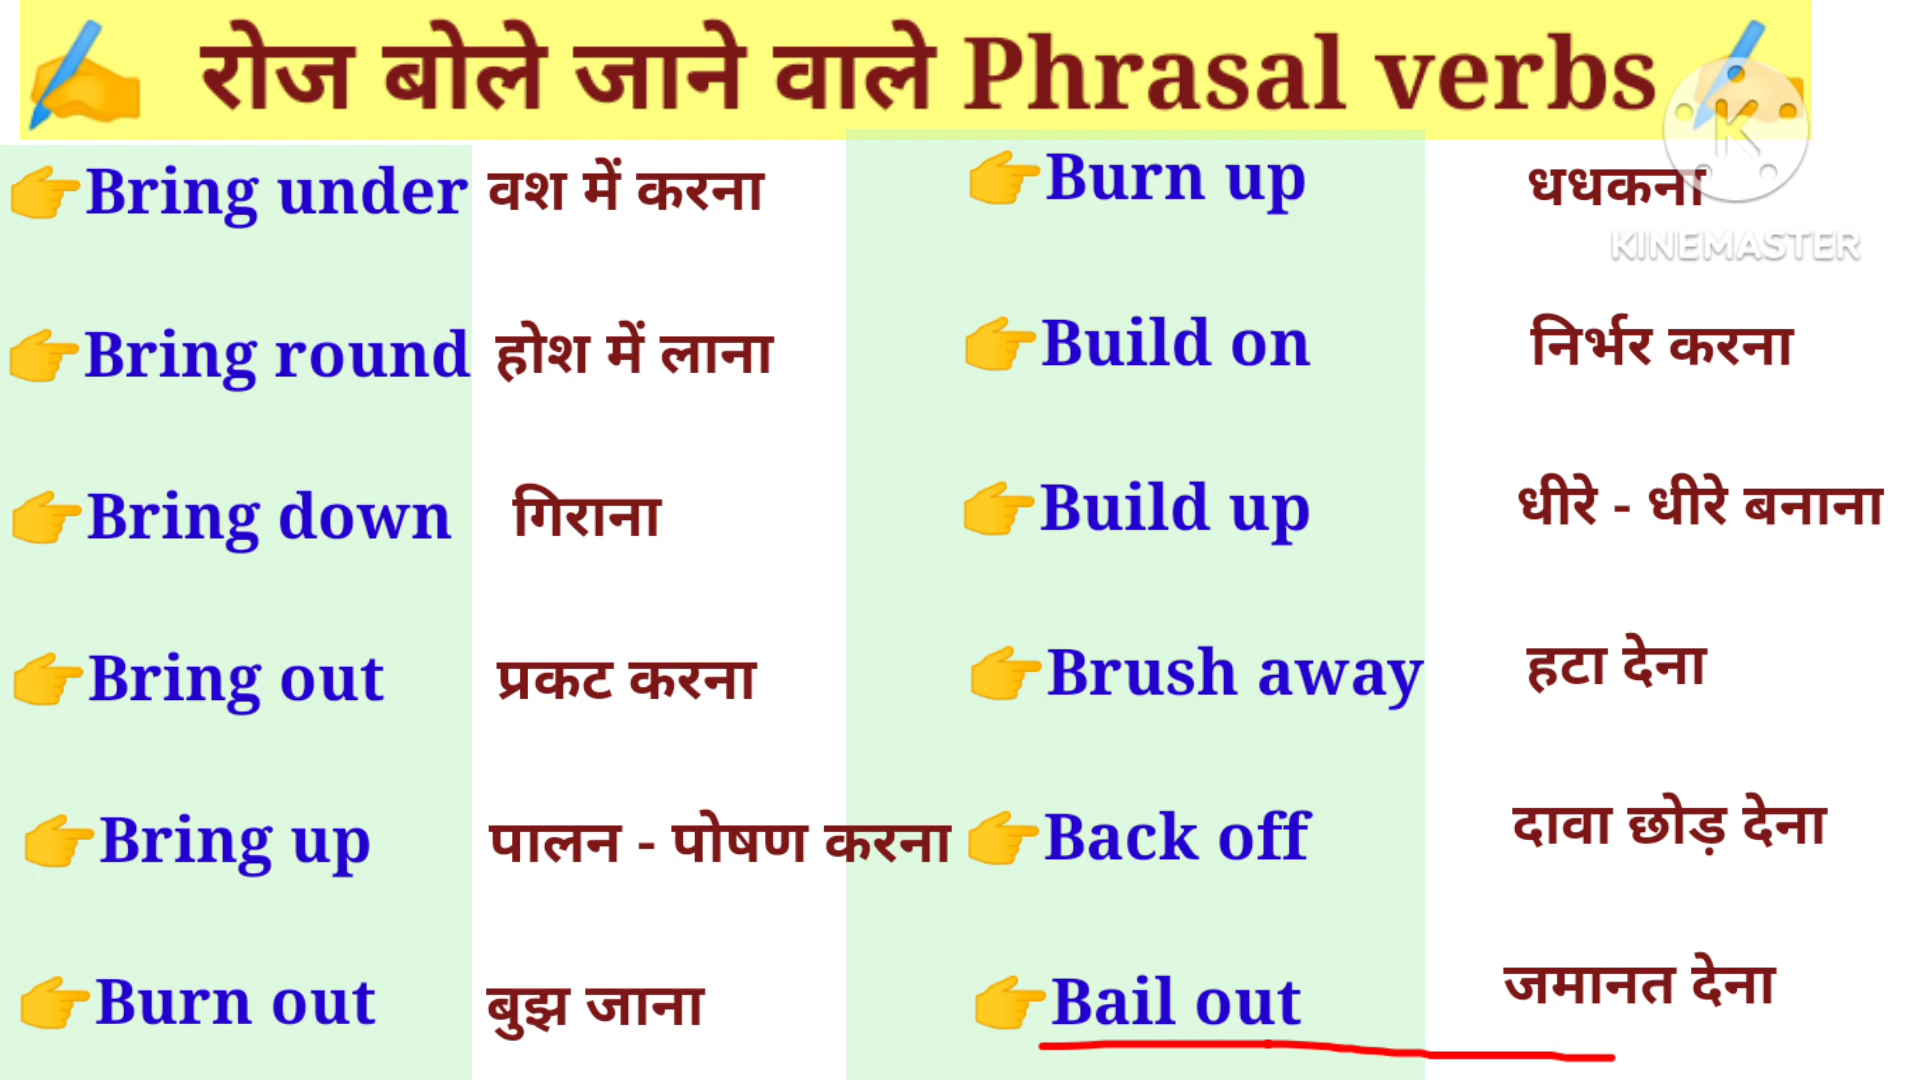 रोज बोले जाने वाले Phrasal verbs
Bring under वश में करना
Bring round होश में लाना
Bring down गिराना
Bring out प्रकट करना
Bring up पालन - पोषण करना
Burn out बुझ जाना
Burn up धधकना
Build on निर्भर करना
Build up धीरे - धीरे बनाना
Brush away हटा देना
Back off दावा छोड़ देना
Bail out जमानत देना
K
KINEMASTER